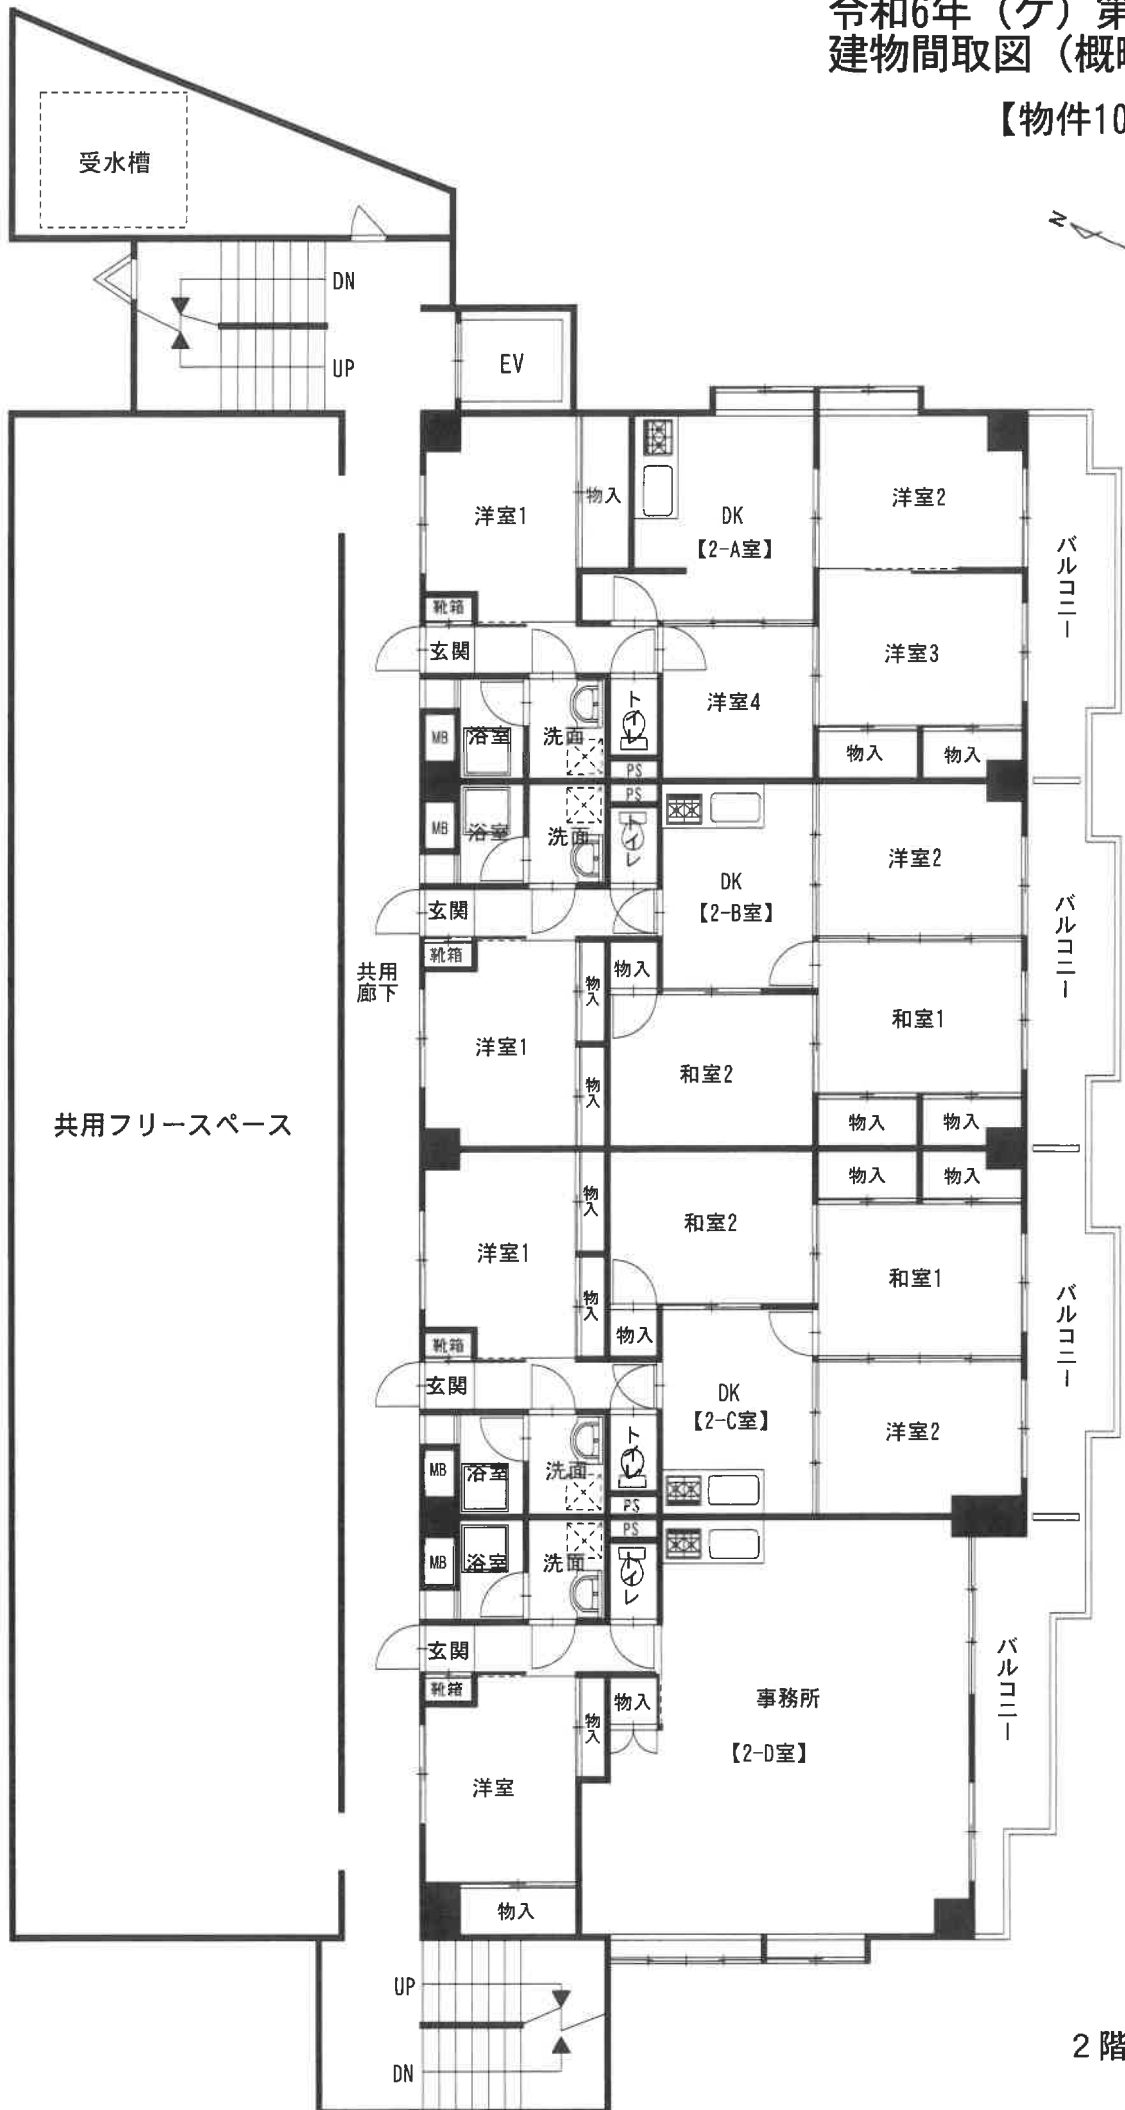 令和6年（ケ）第
建物間取図（概
【物件10
受水槽
N
DN
UP
EV
洋室1
物入
DK
【2-A室】
洋室2
バルコニー
靴箱
玄関
洋室3
洋室4
MB
浴室
洗面
トイレ
物入
物入
PS
PS
MB
浴室
洗面
トイレ
DK
【2-B室】
洋室2
バルコニー
玄関
靴箱
共用
廊下
物入
物入
洋室1
和室1
和室2
物入
共用フリースペース
物入
物入
物入
物入
物入
和室2
洋室1
和室1
バルコニー
物入
物入
靴箱
玄関
DK
【2-C室】
洋室2
MB
浴室
洗面
トイレ
PS
PS
MB
浴室
洗面
トイレ
玄関
靴箱
物入
物入
事務所
【2-D室】
バルコニー
洋室
物入
UP
DN
2階